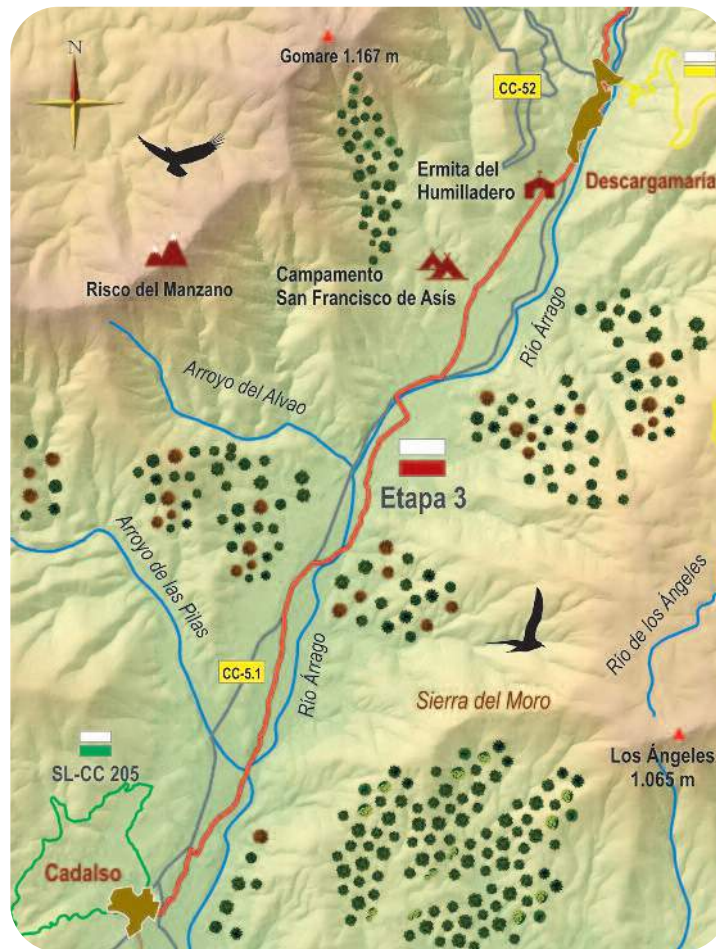 N
Gomare 1.167 m
CC-52
Ermita del
Humilladero
Descargamaría
Risco del Manzano
Campamento
San Francisco de Asís
Río Árrago
Arroyo del Alvao
Etapa 3
Arroyo de las Pilas
Río de los Ángeles
CC-5.1
Río Árrago
Sierra del Moro
SL-CC 205
Los Ángeles
1.065 m
Cadalso